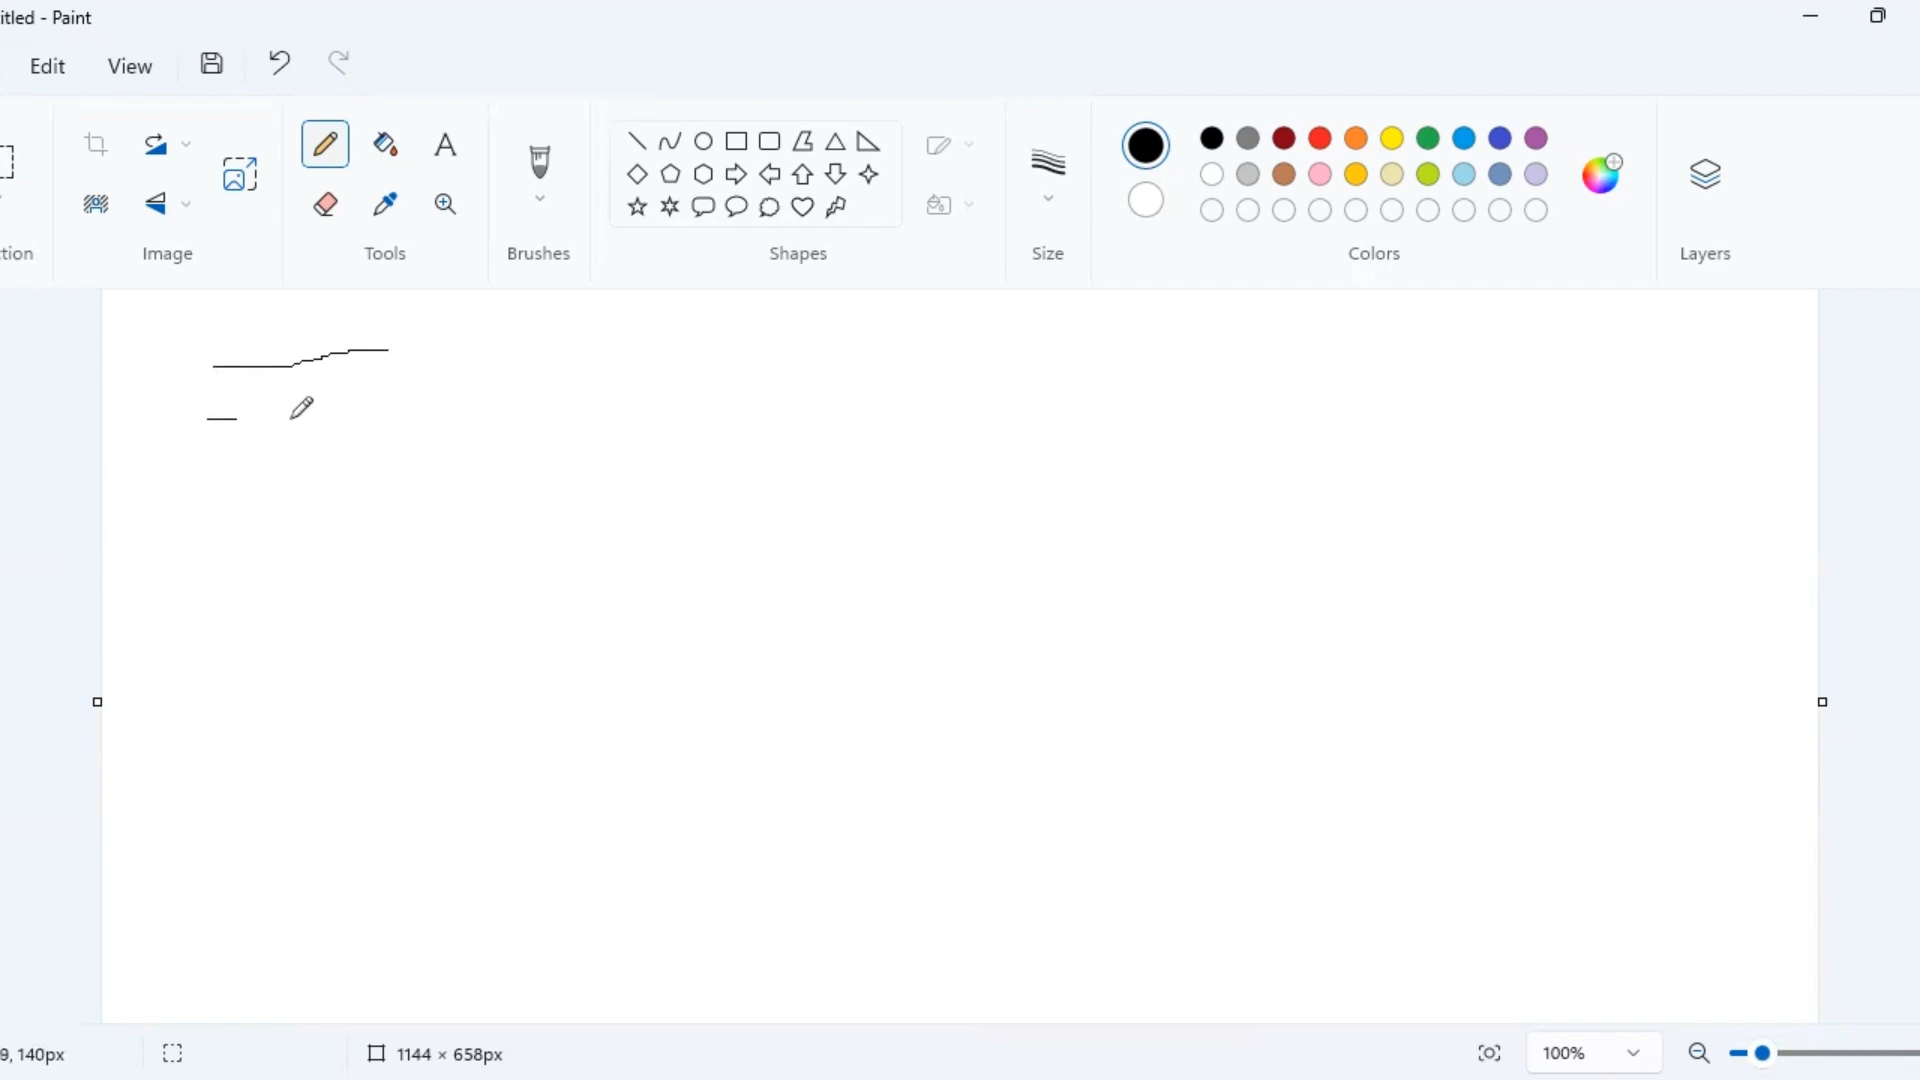 itled - Paint
Edit View
A
tion Image Tools Brushes Shapes Size Colors Layers
9, 140px 1144 × 658px 100%